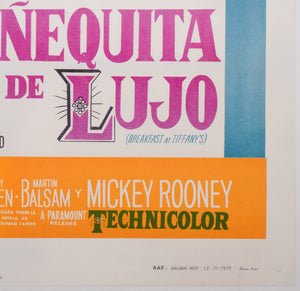 ÑEQUITA
DE LUJO
(BREAKFAST AT TIFFANY'S)
MARTIN
BALSAM Y MICKEY ROONEY
A PARAMOUNT
RELEASE
TECHNICOLOR